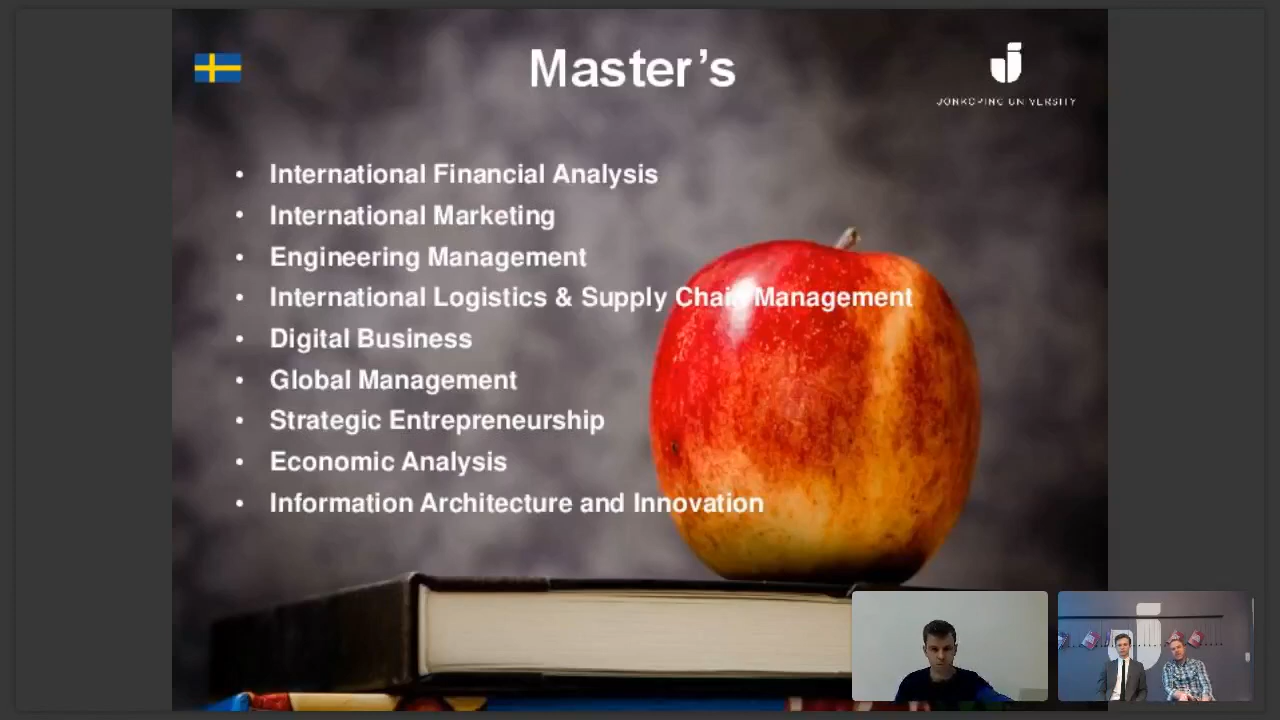 Master's
JÖNKÖPING UNIVERSITY
• International Financial Analysis
• International Marketing
• Engineering Management
• International Logistics & Supply Chain Management
• Digital Business
• Global Management
• Strategic Entrepreneurship
• Economic Analysis
• Information Architecture and Innovation